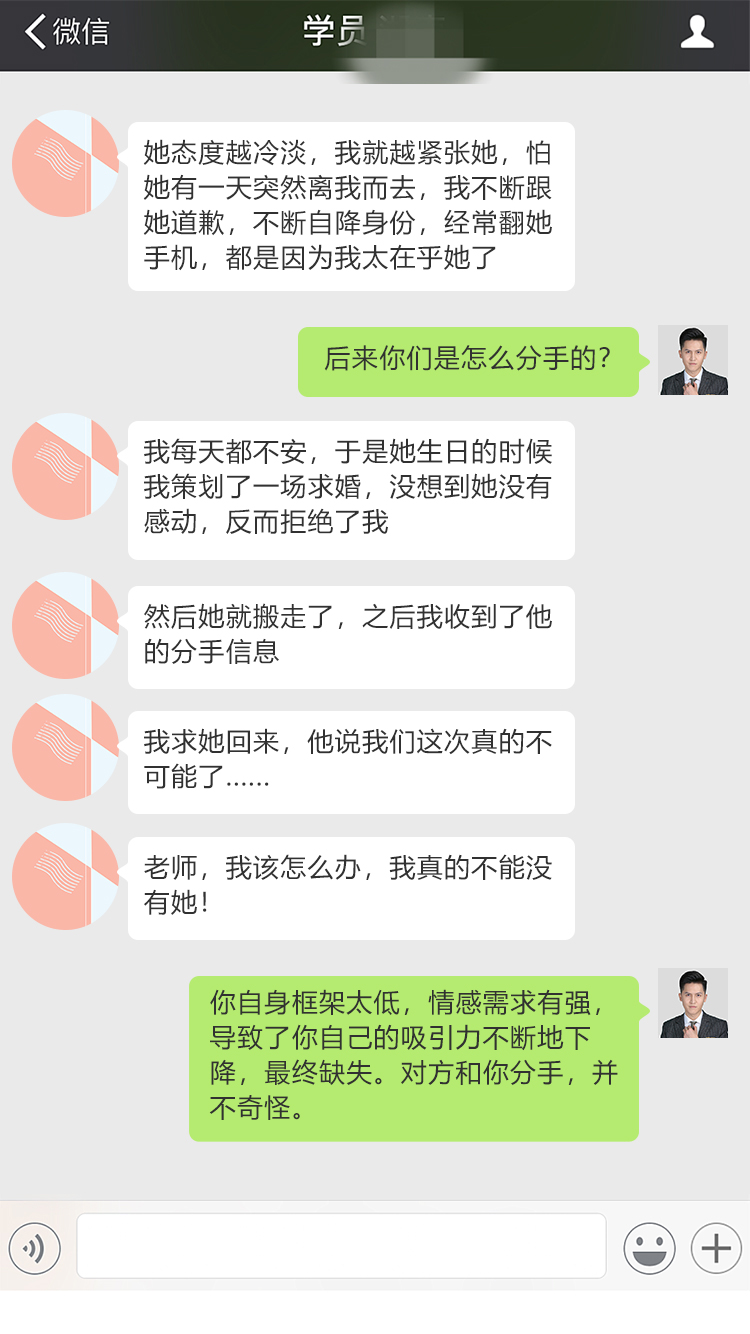 微信
学员
她态度越冷淡，我就越紧张她，怕
她有一天突然离我而去，我不断跟
她道歉，不断自降身份，经常翻她
手机，都是因为我太在乎她了
后来你们是怎么分手的？
我每天都不安，于是她生日的时候
我策划了一场求婚，没想到她没有
感动，反而拒绝了我
然后她就搬走了，之后我收到了他
的分手信息
我求她回来，他说我们这次真的不
可能了……
老师，我该怎么办，我真的不能没
有她！
你自身框架太低，情感需求有强，
导致了你自己的吸引力不断地下
降，最终缺失。对方和你分手，并
不奇怪。